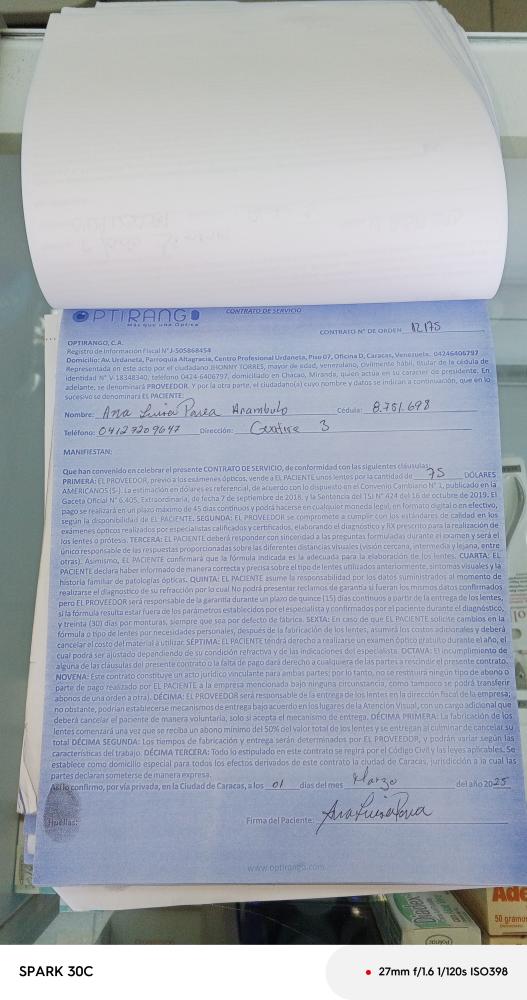 OPTIRANGO
Más que una Óptica
CONTRATO DE SERVICIO
CONTRATO N° DE ORDEN 12175
OPTIRANGO, C.A.
Registro de Información Fiscal N°J-505868454
Domicilio: Av. Urdaneta, Parroquia Altagracia, Centro Profesional Urdaneta, Piso 07, Oficina D, Caracas, Venezuela. 04246406797
Representada en este acto por el ciudadano JHONNY TORRES, mayor de edad, venezolano, civilmente hábil, titular de la cédula de
identidad N° V-18348340, telefono 0424-6406797, domiciliado en Chacao, Miranda, quien actua en su caracter de presidente. En
adelante, se denominará PROVEEDOR. Y por la otra parte, el ciudadano(a) cuyo nombre y datos se indican a continuación, que en lo
sucesivo se denominará EL PACIENTE:
Nombre: Ana Luisa Parea Arambulo Cédula: 8.751.698
Teléfono: 04127209647 Dirección: 3
MANIFIESTAN:
Que han convenido en celebrar el presente CONTRATO DE SERVICIO, de conformidad con las siguientes cláusulas:
PRIMERA: EL PROVEEDOR, previo a los exámenes ópticos, vende a EL PACIENTE unos lentes por la cantidad de 75 DÓLARES
AMERICANOS ($-). La estimación en dólares es referencial, de acuerdo con lo dispuesto en el Convenio Cambiario N° 1, publicado en la
Gaceta Oficial N° 6.405, Extraordinaria, de fecha 7 de septiembre de 2018, y la Sentencia del TSJ N° 424 del 16 de octubre de 2019. El
pago se realizará en un plazo máximo de 45 días continuos y podrá hacerse en cualquier moneda legal, en formato digital o en efectivo,
según la disponibilidad de EL PACIENTE. SEGUNDA: EL PROVEEDOR se compromete a cumplir con los estándares de calidad en los
exámenes ópticos realizados por especialistas calificados y certificados, elaborando el diagnóstico y RX prescrito para la realización de
los lentes o prótesis. TERCERA: EL PACIENTE deberá responder con sinceridad a las preguntas formuladas durante el examen y será el
único responsable de las respuestas proporcionadas sobre las diferentes distancias visuales (visión cercana, intermedia y lejana, entre
otras). Asimismo, EL PACIENTE confirmará que la fórmula indicada es la adecuada para la elaboración de los lentes. CUARTA: EL
PACIENTE declara haber informado de manera correcta y precisa sobre el tipo de lentes utilizados anteriormente, síntomas visuales y la
historia familiar de patologías ópticas. QUINTA: EL PACIENTE asume la responsabilidad por los datos suministrados al momento de
realizarse el diagnostico de su refracción por lo cual No podrá presentar reclamos de garantía si fueran los mismos datos confirmados
pero EL PROVEEDOR será responsable de la garantía durante un plazo de quince (15) días continuos a partir de la entrega de los lentes,
si la fórmula resulta estar fuera de los parámetros establecidos por el especialista y confirmados por el paciente durante el diagnóstico,
y treinta (30) días por monturas, siempre que sea por defecto de fábrica. SEXTA: En caso de que EL PACIENTE solicite cambios en la
fórmula o tipo de lentes por necesidades personales, después de la fabricación de los lentes, asumirá los costos adicionales y deberá
cancelar el costo del material a utilizar. SÉPTIMA: EL PACIENTE tendrá derecho a realizarse un examen óptico gratuito durante el año, el
cual podrá ser ajustado dependiendo de su condición refractiva y de las indicaciones del especialista. OCTAVA: El incumplimiento de
alguna de las cláusulas del presente contrato o la falta de pago dará derecho a cualquiera de las partes a rescindir el presente contrato.
NOVENA: Este contrato constituye un acto jurídico vinculante para ambas partes; por lo tanto, no se restituirá ningún tipo de abono o
parte de pago realizado por EL PACIENTE a la empresa mencionada bajo ninguna circunstancia, como tampoco se podrá transferir
abonos de una orden a otra). DÉCIMA: EL PROVEEDOR será responsable de la entrega de los lentes en la dirección fiscal de la empresa;
no obstante, podrían establecerse mecanismos de entrega bajo acuerdo en los lugares de la Atención Visual, con un cargo adicional que
deberá cancelar el paciente de manera voluntaria, solo si acepta el mecanismo de entrega. DÉCIMA PRIMERA: La fabricación de los
lentes comenzará una vez que se reciba un abono mínimo del 50% del valor total de los lentes y se entregan al culminar de cancelar su
total DÉCIMA SEGUNDA: Los tiempos de fabricación y entrega serán determinados por EL PROVEEDOR, y podrán variar según las
características del trabajo. DÉCIMA TERCERA: Todo lo estipulado en este contrato se regirá por el Código Civil y las leyes aplicables. Se
establece como domicilio especial para todos los efectos derivados de este contrato la ciudad de Caracas, jurisdicción a la cual las
partes declaran someterse de manera expresa.
Así lo confirmo, por vía privada, en la Ciudad de Caracas, a los 01 días del mes Marzo del año 2025
Huellas:
Firma del Paciente: Ana Luisa Parea
www.optirango.com
Ade
50 gramos
SPARK 30C
27mm f/1.6 1/120s ISO398